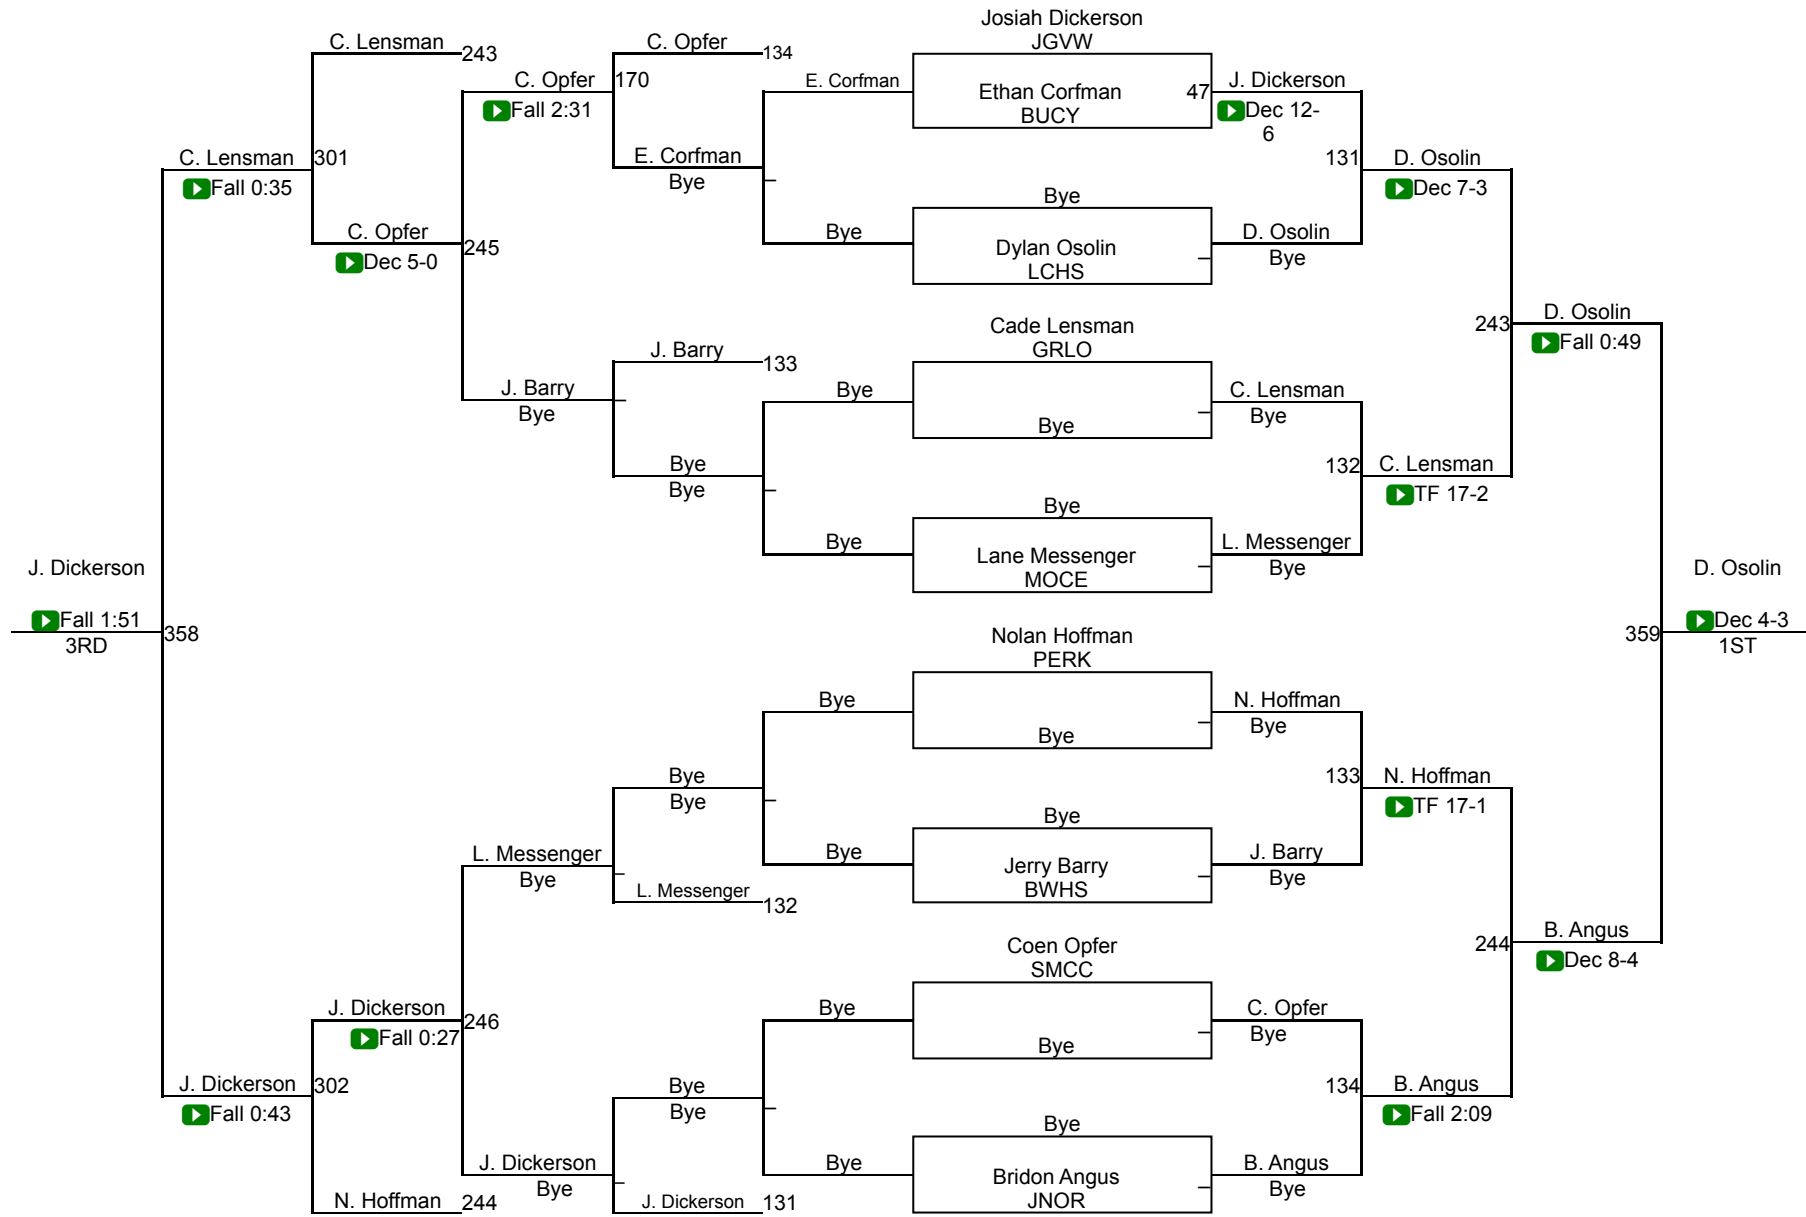 Josiah Dickerson
JGVW
C. Lensman
243
C. Opfer
134
C. Opfer
170
Fall 2:31
E. Corfman
Ethan Corfman
BUCY
47
J. Dickerson
Dec 12-
6
C. Lensman
301
Fall 0:35
E. Corfman
Bye
131
D. Osolin
Dec 7-3
C. Opfer
245
Dec 5-0
Bye
Bye
Dylan Osolin
LCHS
D. Osolin
Bye
Cade Lensman
GRLO
243
D. Osolin
Fall 0:49
J. Barry
133
J. Barry
Bye
Bye
Bye
C. Lensman
Bye
Bye
Bye
132
C. Lensman
TF 17-2
Bye
Bye
Lane Messenger
MOCE
L. Messenger
Bye
J. Dickerson
Fall 1:51
3RD
358
D. Osolin
359
Dec 4-3
1ST
Nolan Hoffman
PERK
Bye
Bye
N. Hoffman
Bye
Bye
Bye
133
N. Hoffman
TF 17-1
L. Messenger
Bye
L. Messenger
132
Bye
Bye
Jerry Barry
BWHS
J. Barry
Bye
Coen Opfer
SMCC
244
B. Angus
Dec 8-4
J. Dickerson
246
Fall 0:27
Bye
Bye
C. Opfer
Bye
J. Dickerson
302
Fall 0:43
Bye
Bye
134
B. Angus
Fall 2:09
J. Dickerson
Bye
Bye
Bye
Bridon Angus
JNOR
B. Angus
Bye
N. Hoffman
244
J. Dickerson
131